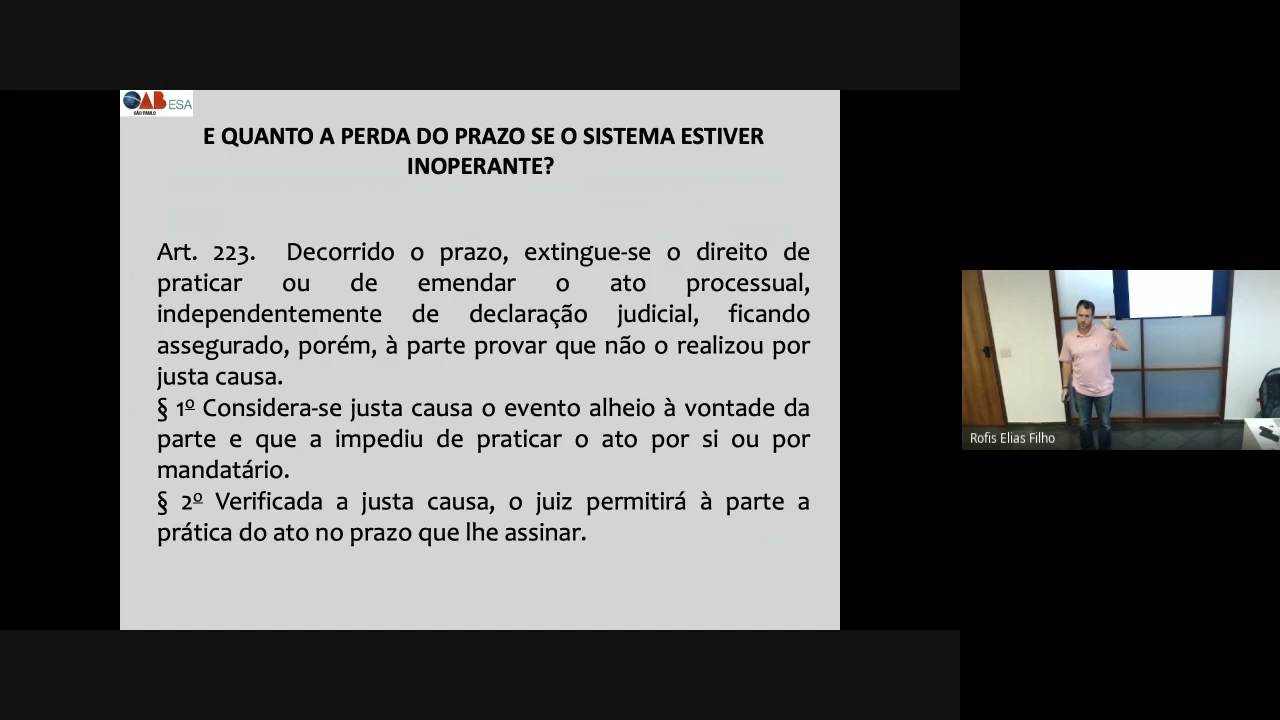 OAB ESA
SÃO PAULO
E QUANTO A PERDA DO PRAZO SE O SISTEMA ESTIVER
INOPERANTE?
Art. 223. Decorrido o prazo, extingue-se o direito de
praticar ou de emendar o ato processual,
independentemente de declaração judicial, ficando
assegurado, porém, à parte provar que não o realizou por
justa causa.
§ 1º Considera-se justa causa o evento alheio à vontade da
parte e que a impediu de praticar o ato por si ou por
mandatário.
§ 2º Verificada a justa causa, o juiz permitirá à parte a
prática do ato no prazo que lhe assinar.
Rofis Elias Filho